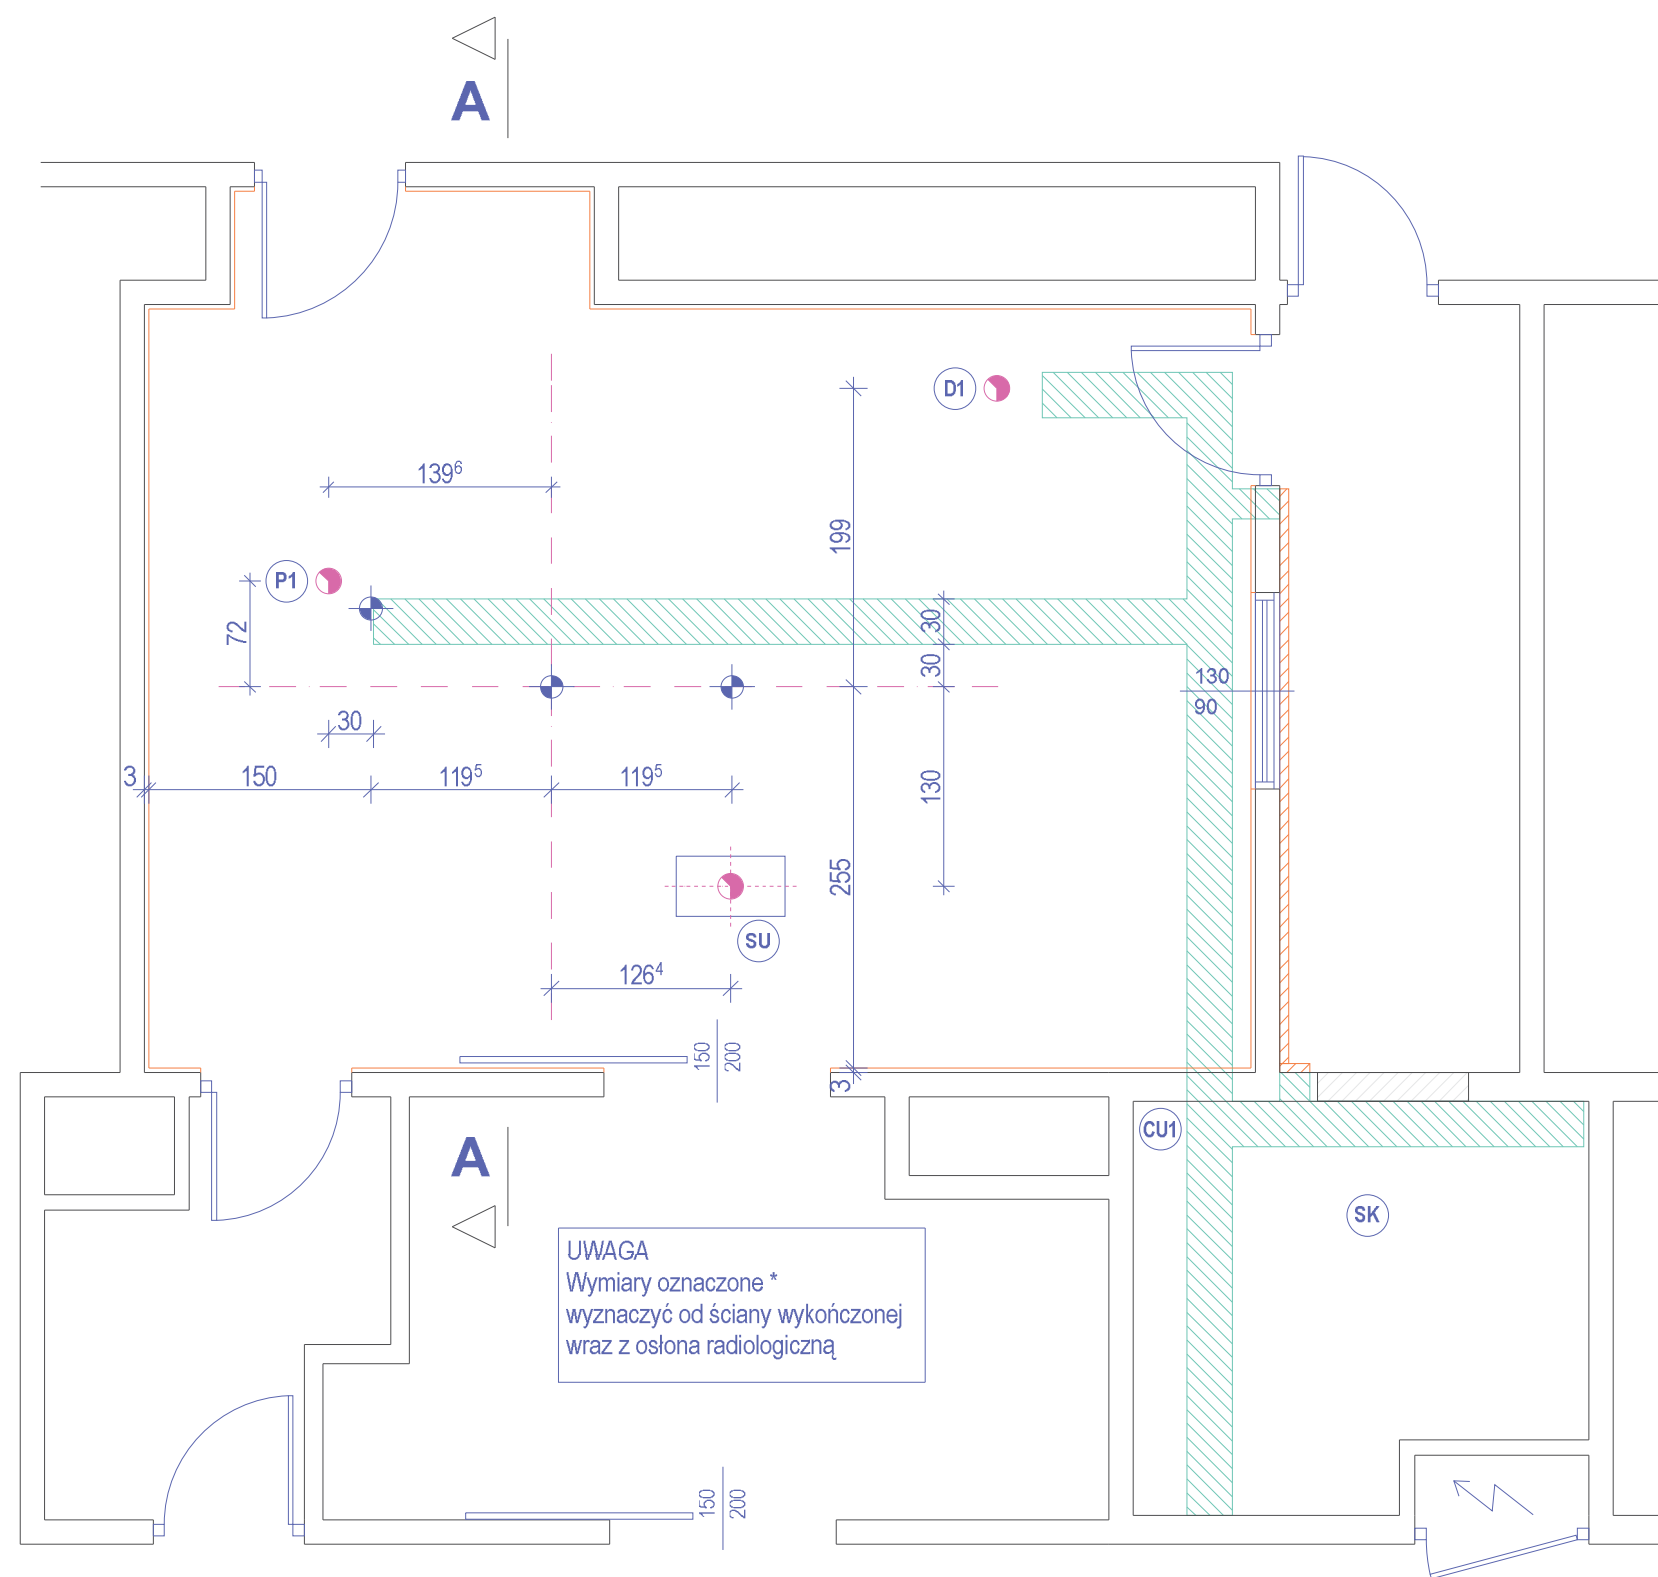 A
D1
139⁶
199
P1
72
30
30
130
90
30
3
150
119⁵
119⁵
130
255
SU
126⁴
150
200
3
A
CU1
SK
UWAGA
Wymiary oznaczone *
wyznaczyć od ściany wykończonej
wraz z osłona radiologiczną
150
200